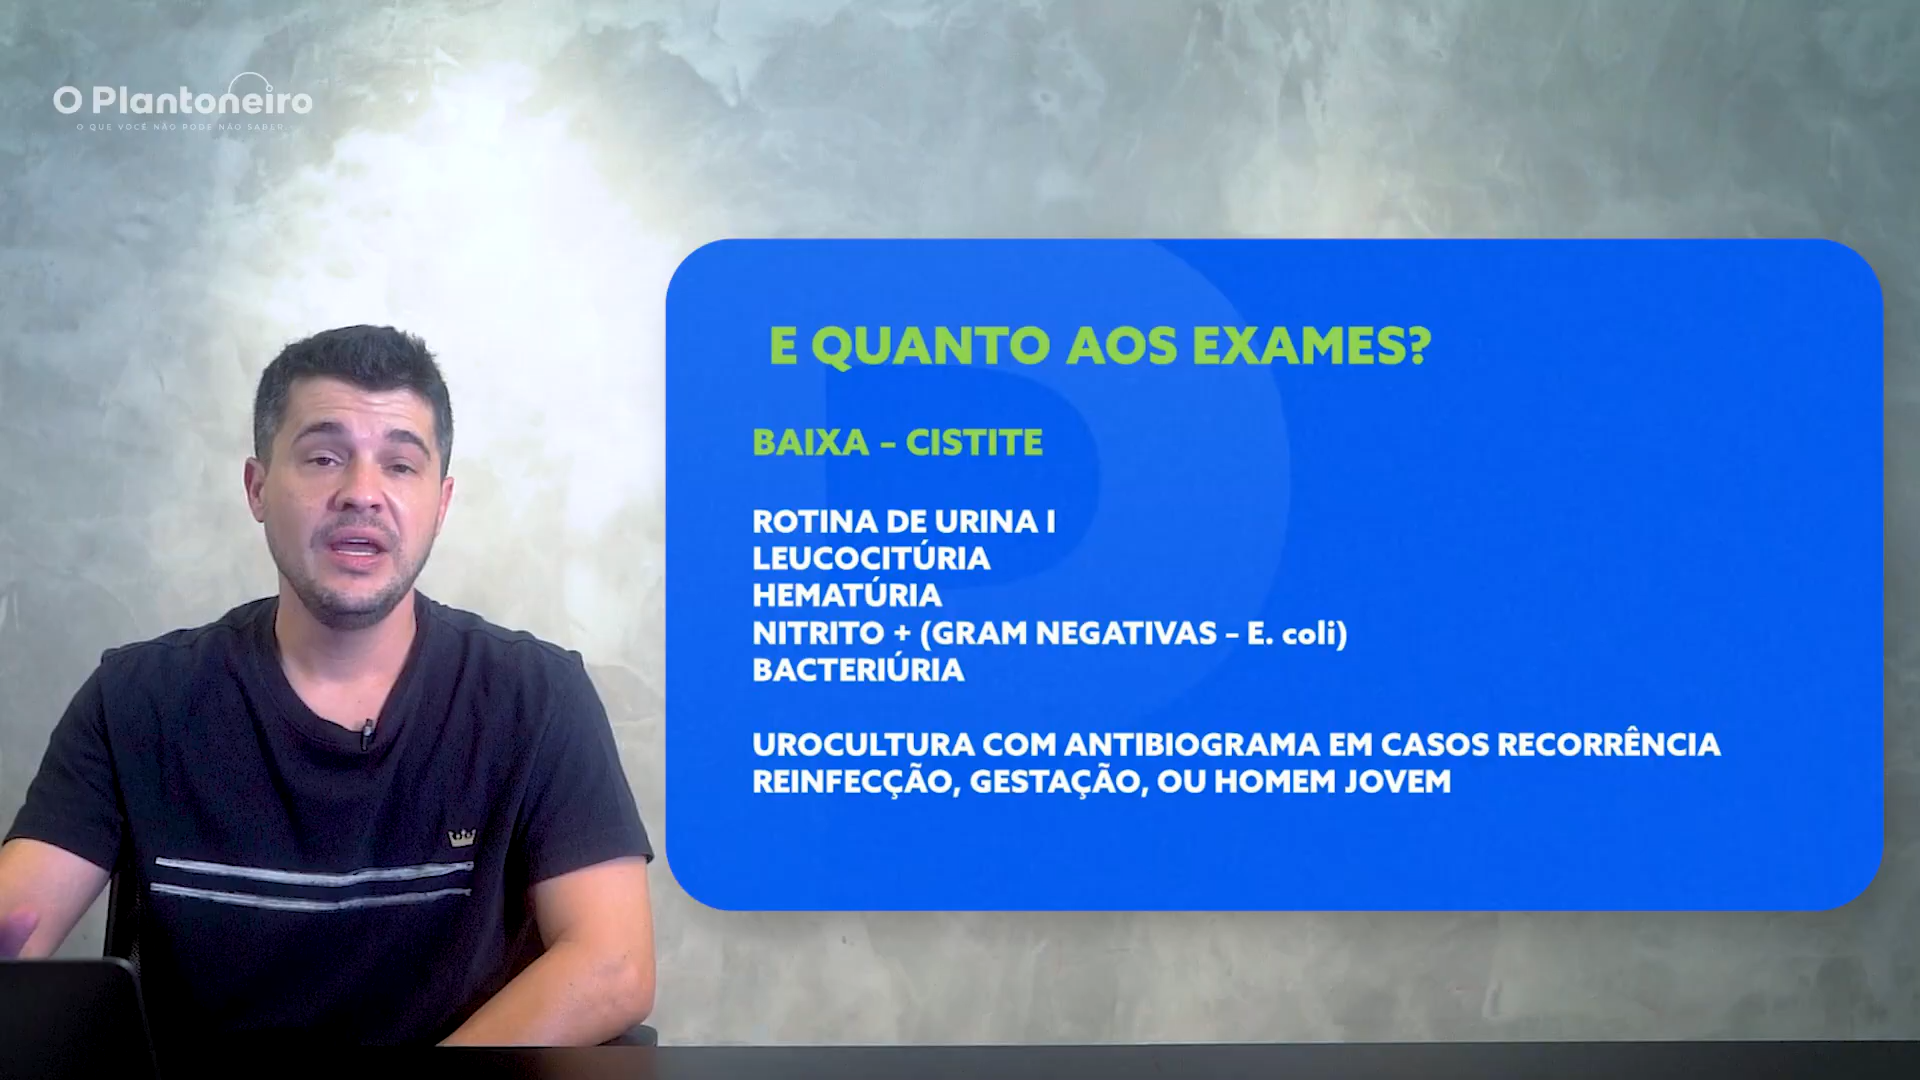 O Plantoneiro
O QUE VOCÊ NÃO PODE NÃO SABER.
E QUANTO AOS EXAMES?
BAIXA – CISTITE
ROTINA DE URINA I
LEUCOCITÚRIA
HEMATÚRIA
NITRITO + (GRAM NEGATIVAS – E. coli)
BACTERIÚRIA
UROCULTURA COM ANTIBIOGRAMA EM CASOS RECORRÊNCIA
REINFECÇÃO, GESTAÇÃO, OU HOMEM JOVEM